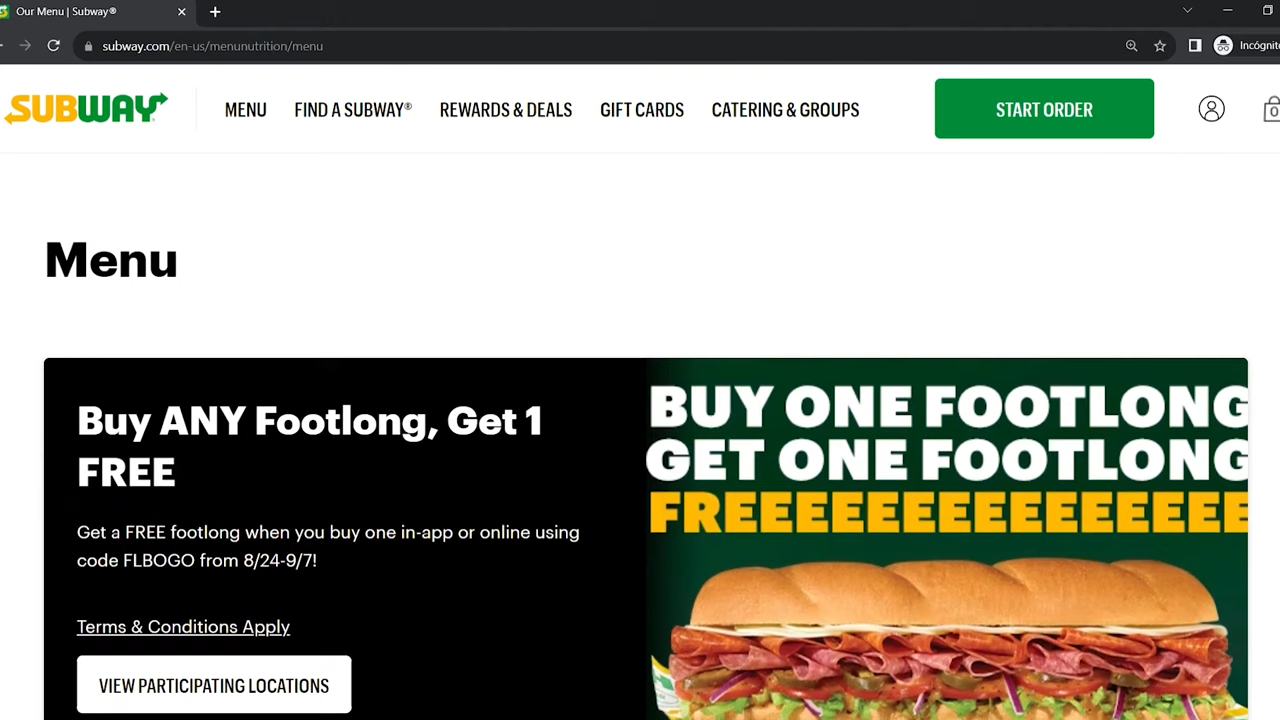 Our Menu | Subway®
subway.com/en-us/menunutrition/menu
Incógnito
SUBWAY
MENU
FIND A SUBWAY®
REWARDS & DEALS
GIFT CARDS
CATERING & GROUPS
START ORDER
0
Menu
Buy ANY Footlong, Get 1
FREE
Get a FREE footlong when you buy one in-app or online using
code FLBOGO from 8/24-9/7!
Terms & Conditions Apply
VIEW PARTICIPATING LOCATIONS
BUY ONE FOOTLONG
GET ONE FOOTLONG
FREEEEEEEEEEEEEE